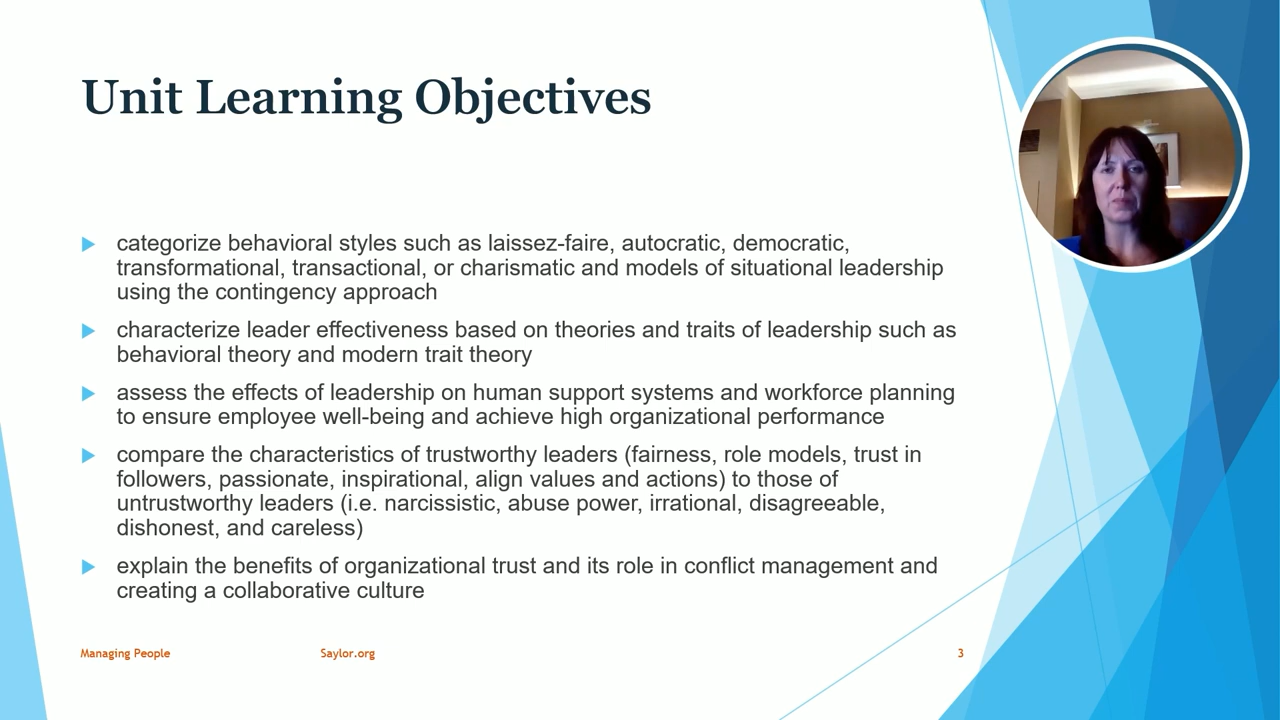 Unit Learning Objectives
categorize behavioral styles such as laissez-faire, autocratic, democratic,
transformational, transactional, or charismatic and models of situational leadership
using the contingency approach
characterize leader effectiveness based on theories and traits of leadership such as
behavioral theory and modern trait theory
assess the effects of leadership on human support systems and workforce planning
to ensure employee well-being and achieve high organizational performance
compare the characteristics of trustworthy leaders (fairness, role models, trust in
followers, passionate, inspirational, align values and actions) to those of
untrustworthy leaders (i.e. narcissistic, abuse power, irrational, disagreeable,
dishonest, and careless)
explain the benefits of organizational trust and its role in conflict management and
creating a collaborative culture
Managing People Saylor.org 3